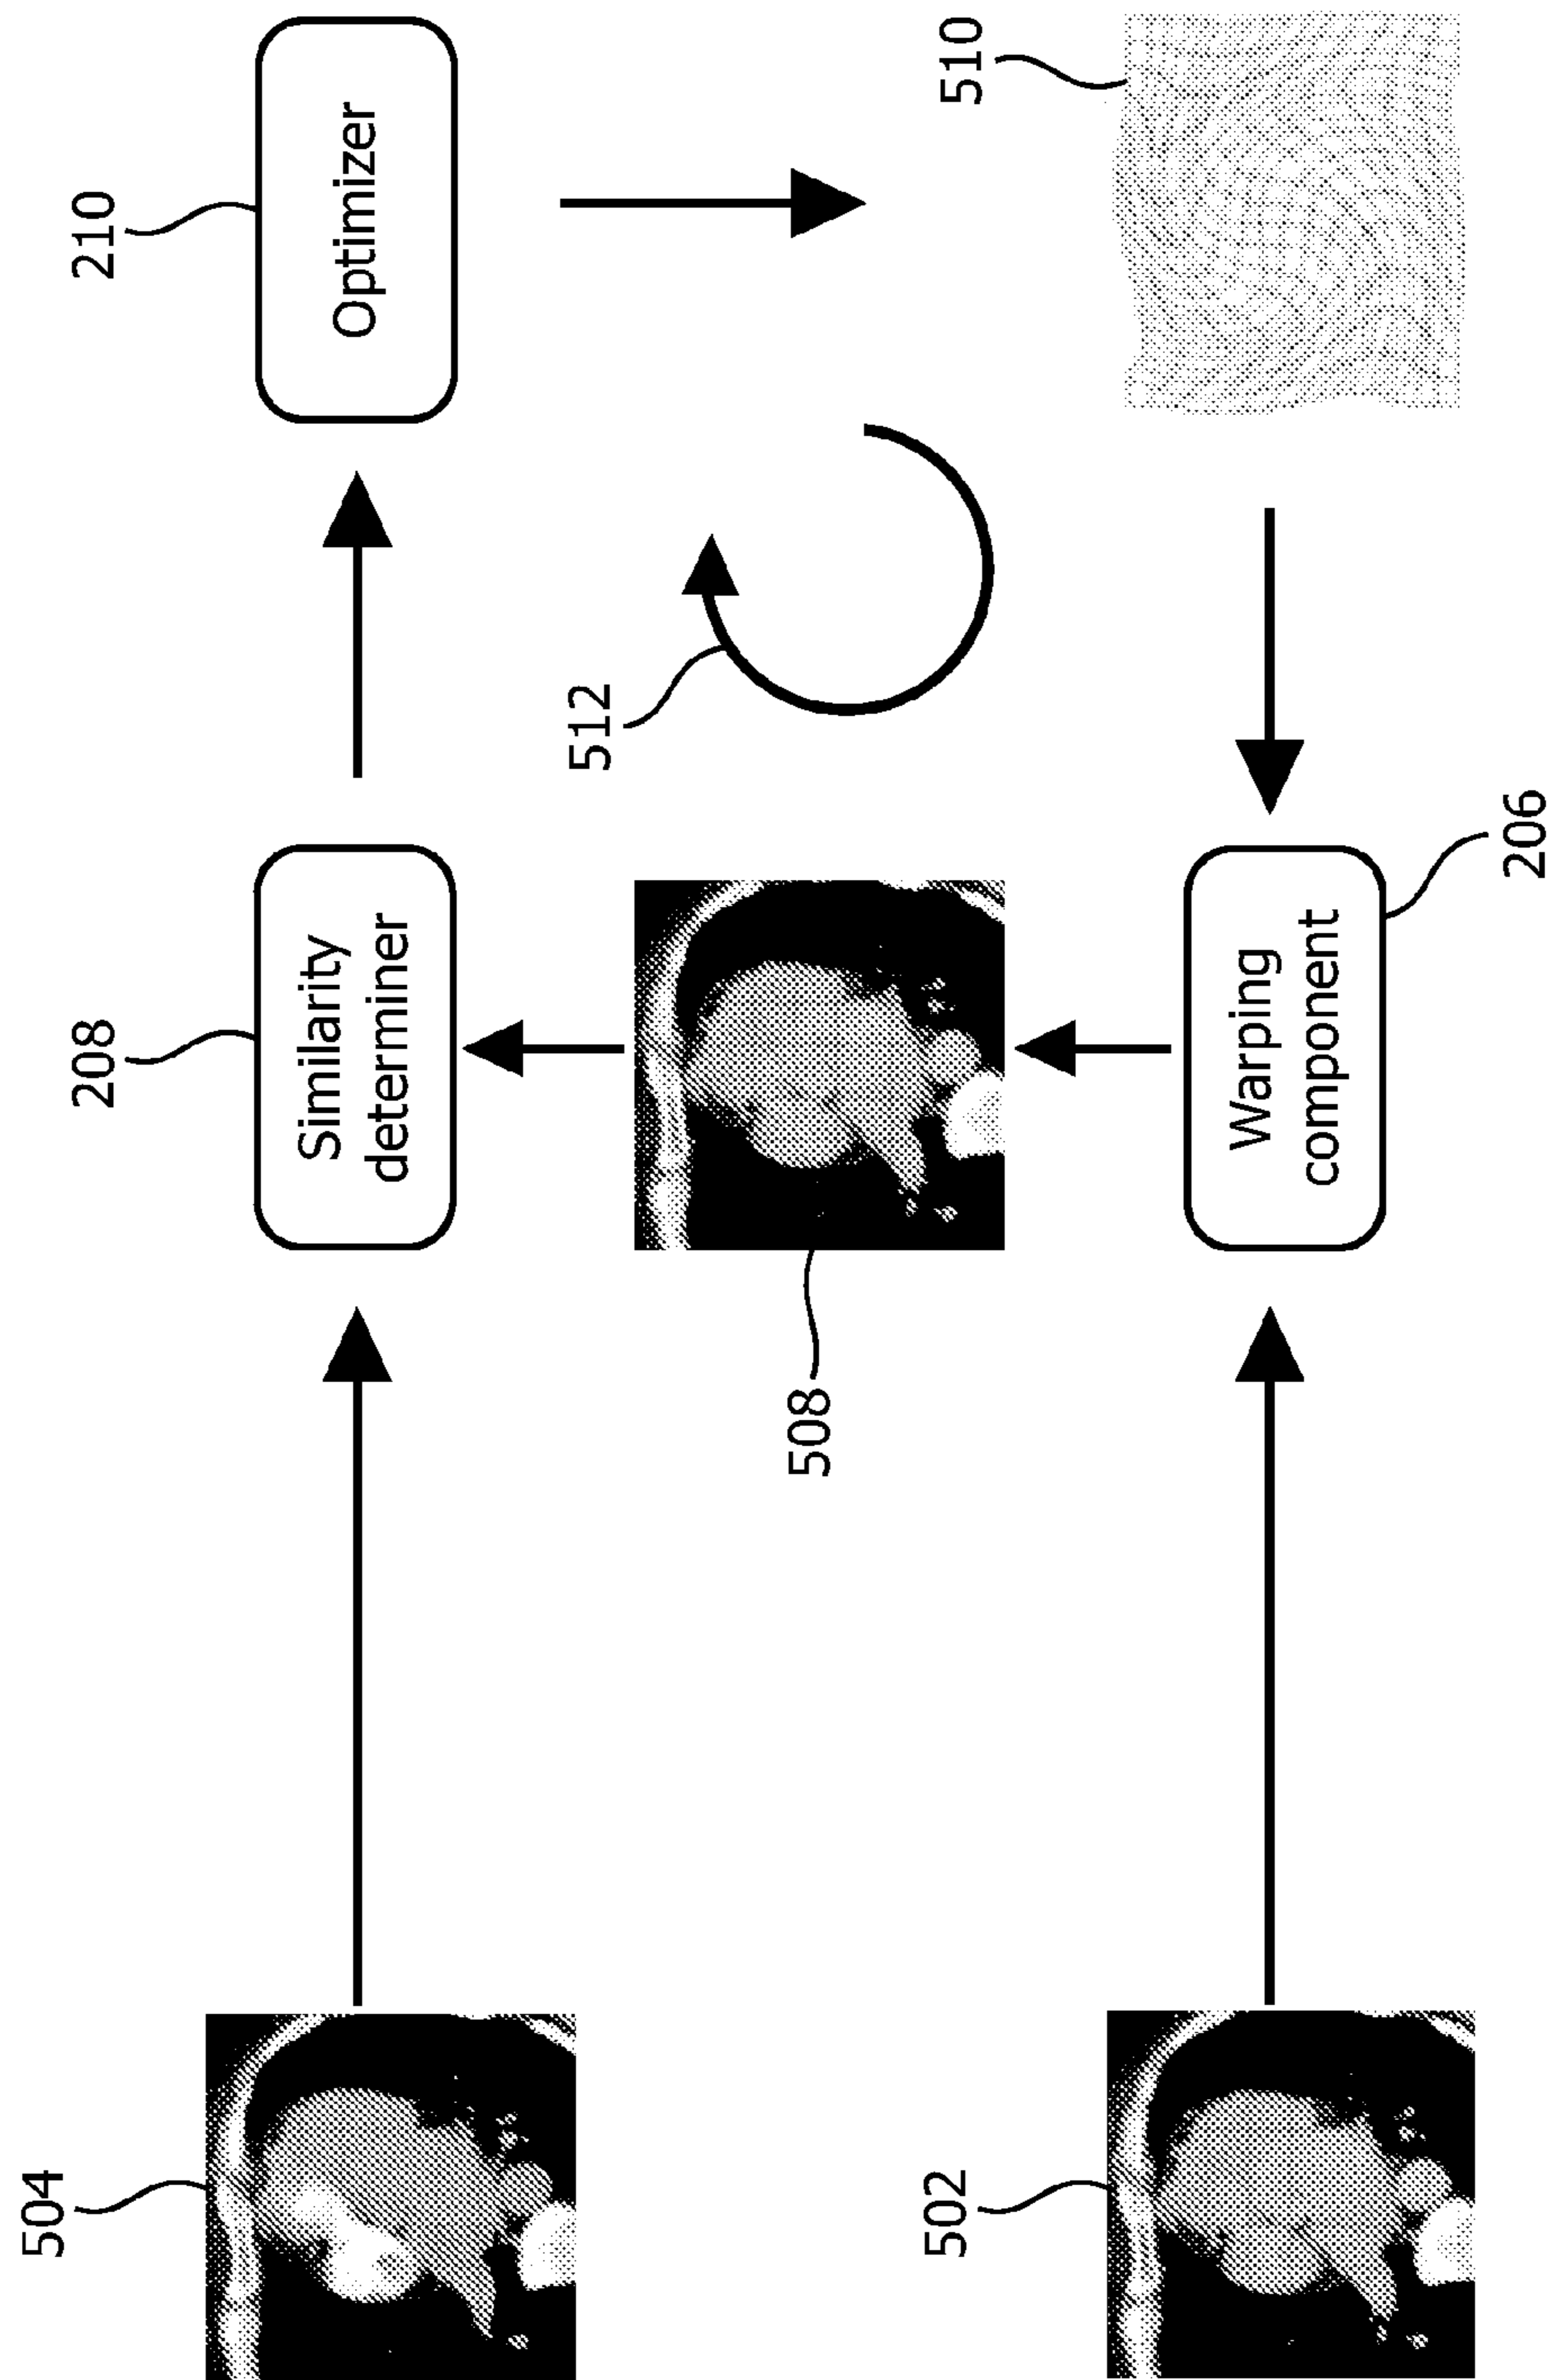 504
208
210
Similarity
determiner
Optimizer
512
508
502
510
Warping
component
206